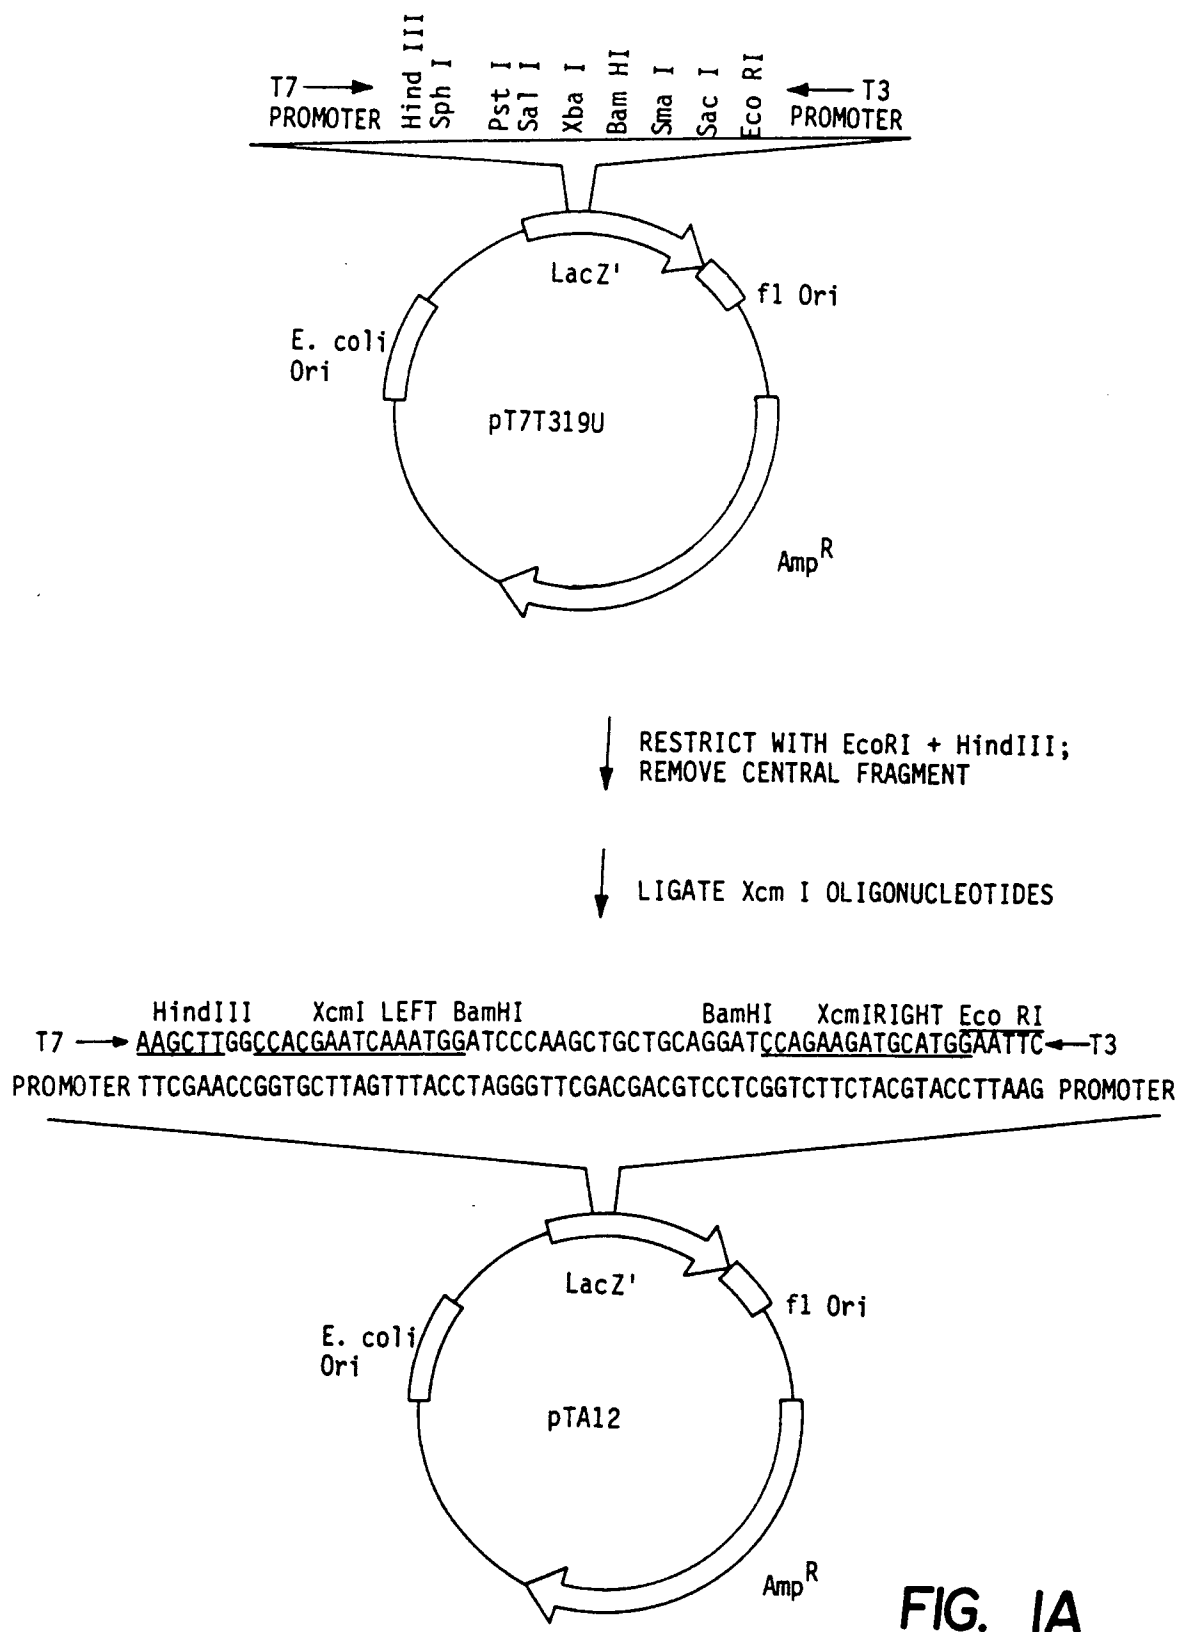 T7
PROMOTER
Hind III
Sph I
Pst I
Sal I
Xba I
Bam HI
Sma I
Sac I
Eco RI
T3
PROMOTER
LacZ'
f1 Ori
E. coli
Ori
pT7T319U
Amp^R
RESTRICT WITH EcoRI + HindIII;
REMOVE CENTRAL FRAGMENT
LIGATE Xcm I OLIGONUCLEOTIDES
HindIII XcmI LEFT BamHI BamHI XcmIRIGHT Eco RI
T7 AAGCTTGGCCACGAATCAAATGGATCCCAAGCTGCTGCAGGATCCAGAAGATGCATGGAATTC T3
PROMOTER TTCGAACCGGTGCTTAGTTTACCTAGGGTTCGACGACGTCCTCGGTCTTCTACGTACCTTAAG PROMOTER
LacZ'
f1 Ori
E. coli
Ori
pTA12
Amp^R
FIG. 1A